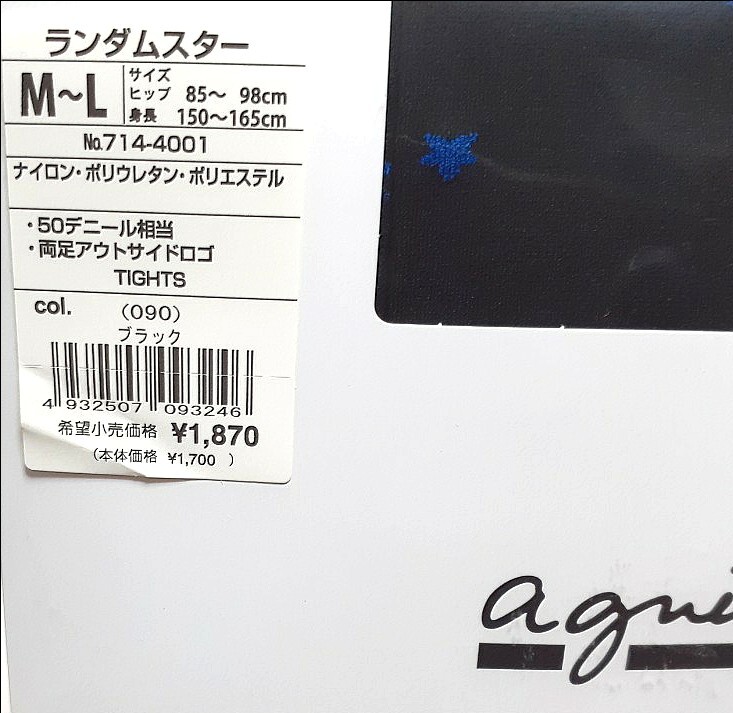 ランダムスター
M〜L
サイズ
ヒップ 85〜 98cm
身長 150〜165cm
No.714-4001
ナイロン・ポリウレタン・ポリエステル
・50デニール相当
・両足アウトサイドロゴ
TIGHTS
col. (090)
ブラック
4 932507 093246
希望小売価格 ¥1,870
(本体価格 ¥1,700 )
agn